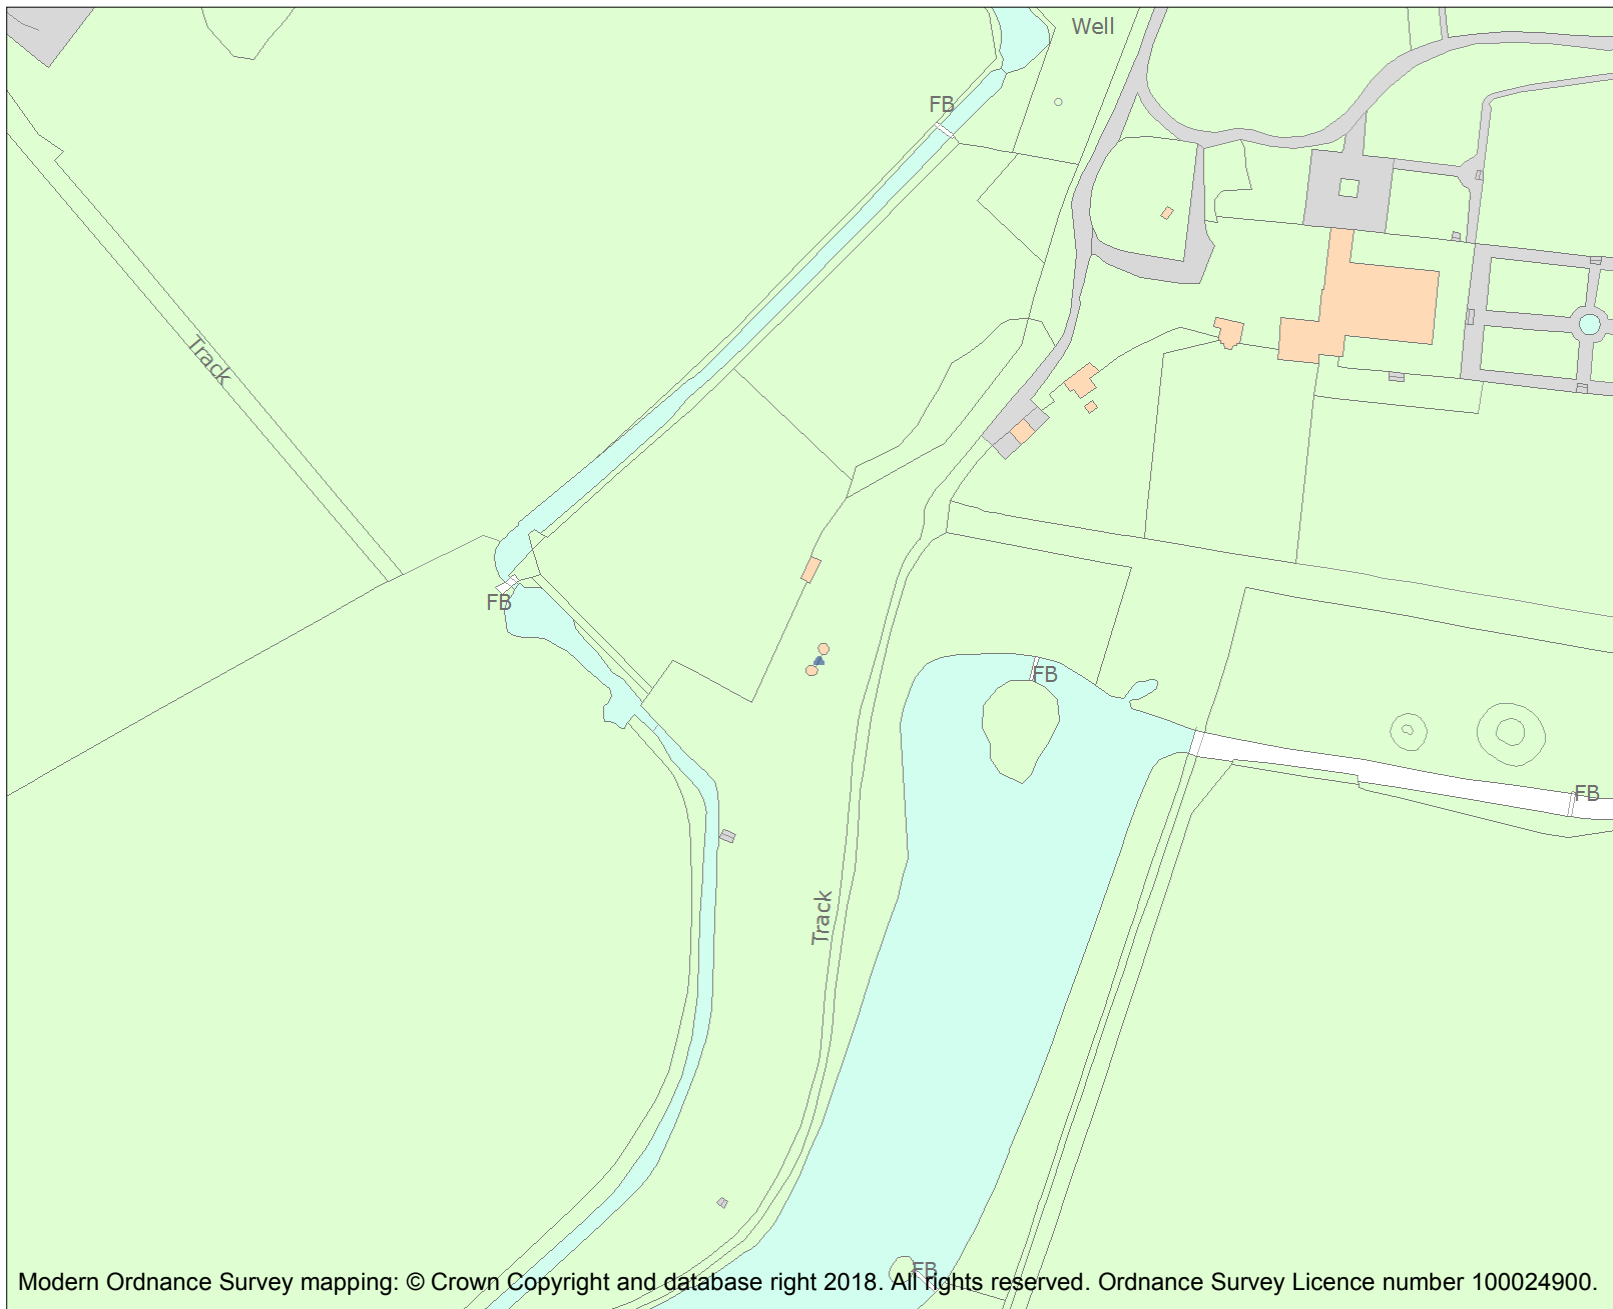 Well
FB
Track
FB
FB
FB
Track
FB
Modern Ordnance Survey mapping: © Crown Copyright and database right 2018. All rights reserved. Ordnance Survey Licence number 100024900.